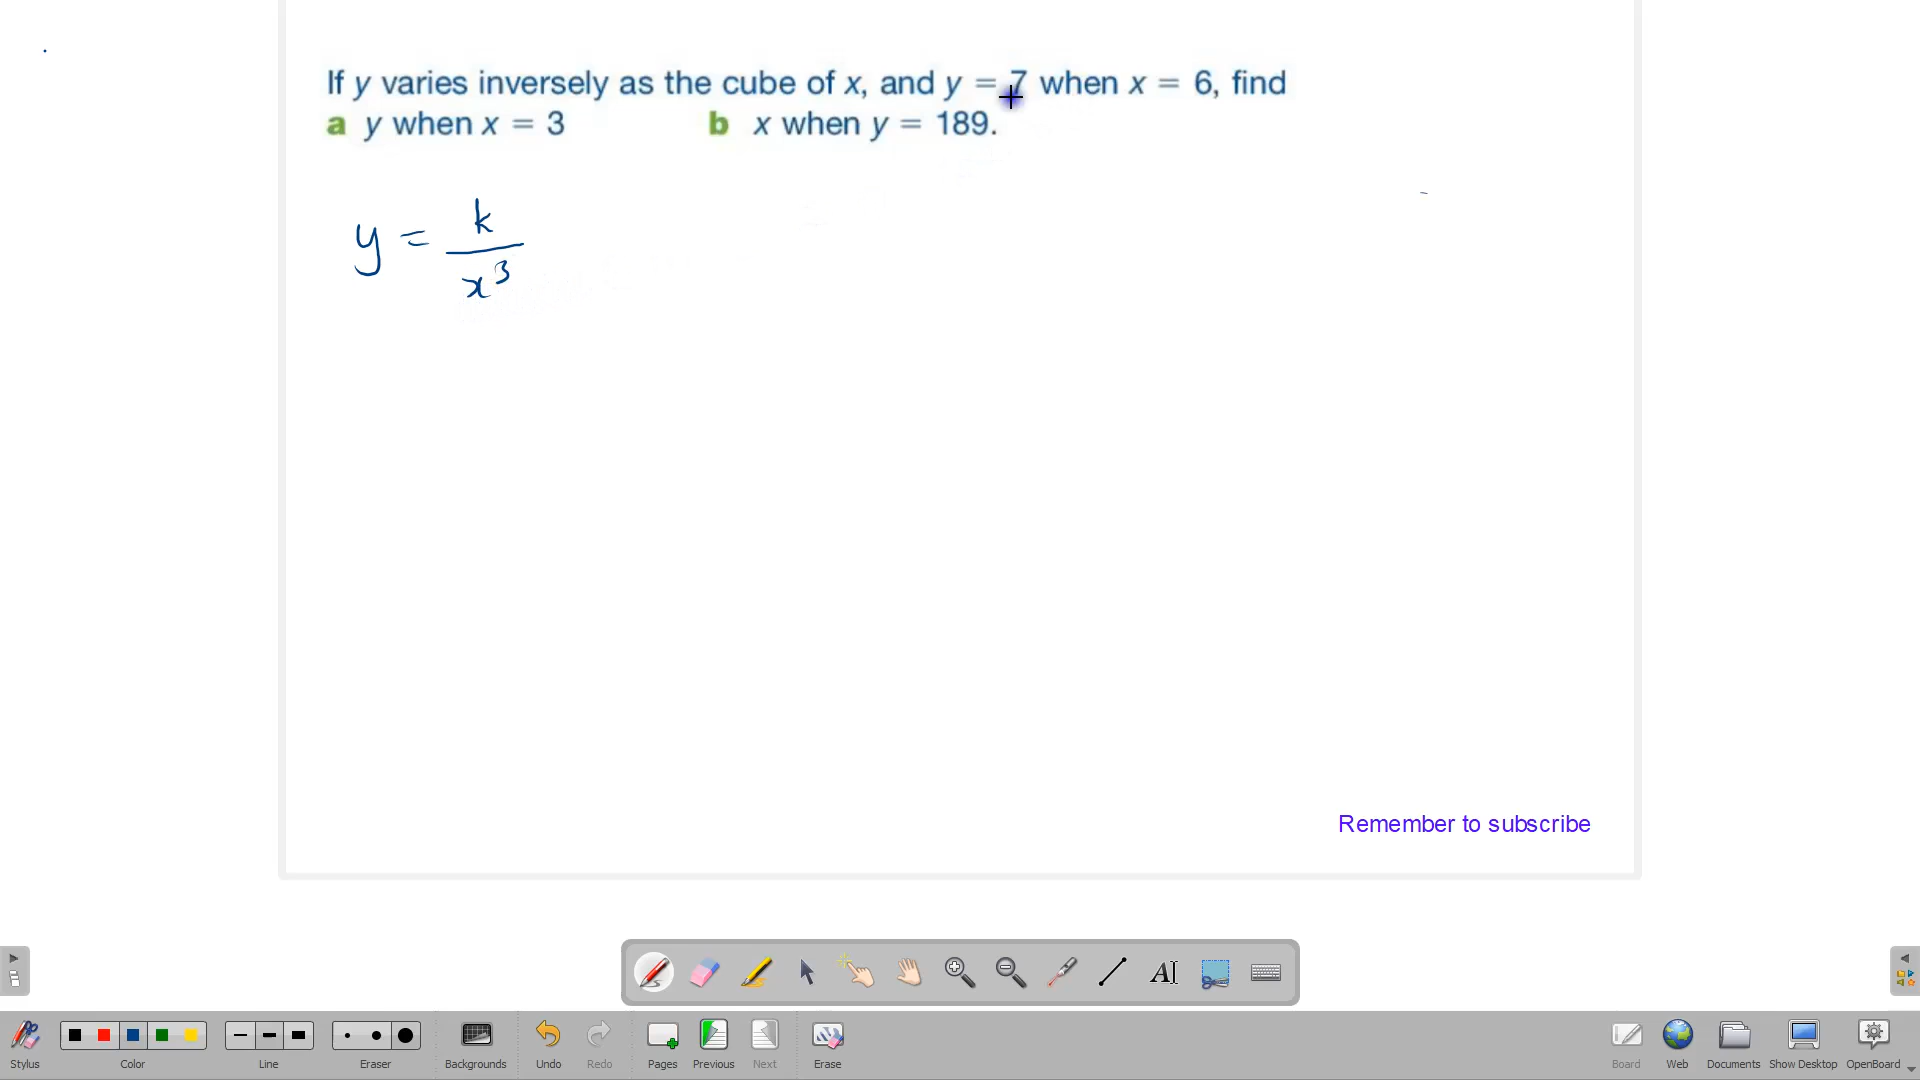 If y varies inversely as the cube of x, and y = 7 when x = 6, find
a y when x = 3 b x when y = 189.
y = k
x³
Remember to subscribe
Stylus Color Line Eraser Backgrounds Undo Redo Pages Previous Next Erase Board Web Documents Show Desktop OpenBoard